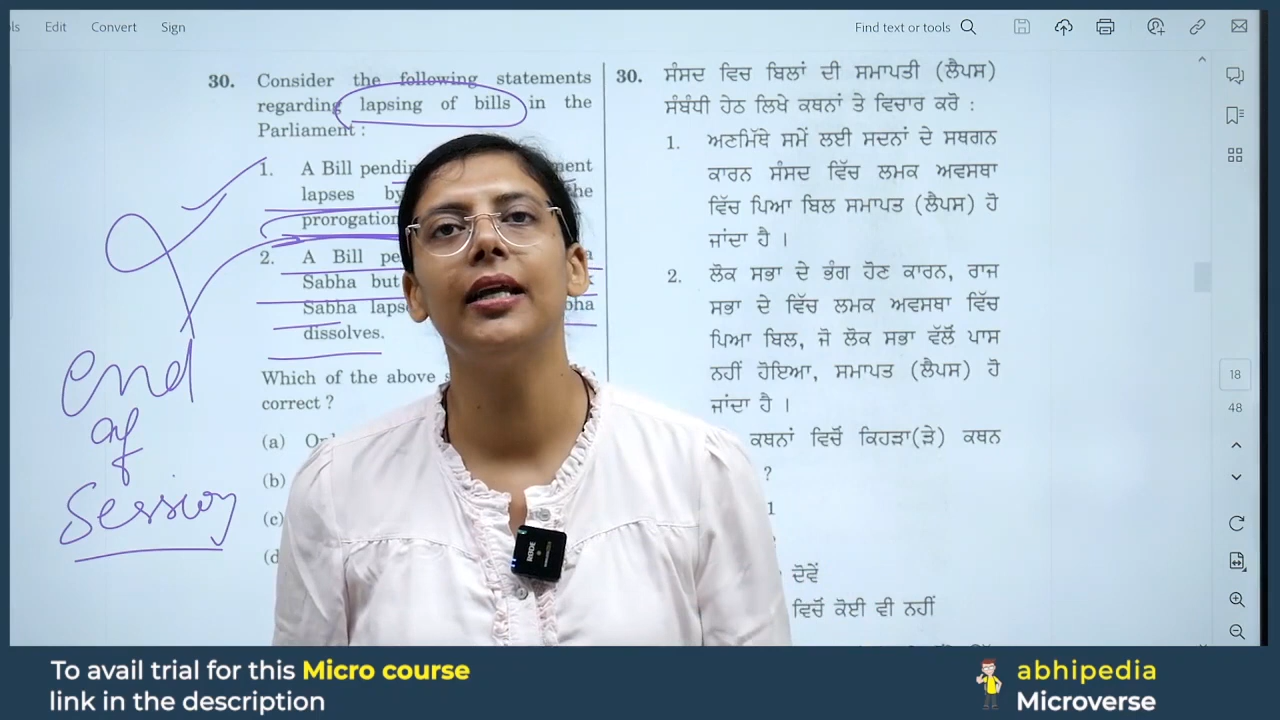 Edit Convert Sign
Find text or tools
30. Consider the following statements
regarding lapsing of bills in the
Parliament :
1. A Bill
lapses by
prorogation
2. A Bill
Sabha but
Sabha
dissolves.
Which of the above
correct ?
(a)
(b)
(c)
(d
end
of
session
30. ਸੰਸਦ ਵਿਚ ਬਿਲਾਂ ਦੀ ਸਮਾਪਤੀ (ਲੈਪਸ)
ਸੰਬੰਧੀ ਹੇਠ ਲਿਖੇ ਕਥਨਾਂ ਤੇ ਵਿਚਾਰ ਕਰੋ :
1. ਅਣਮਿੱਥੇ ਸਮੇਂ ਲਈ ਸਦਨਾਂ ਦੇ ਸਥਗਨ
ਕਾਰਨ ਸੰਸਦ ਵਿੱਚ ਲਮਕ ਅਵਸਥਾ
ਵਿੱਚ ਪਿਆ ਬਿਲ ਸਮਾਪਤ (ਲੈਪਸ) ਹੋ
ਜਾਂਦਾ ਹੈ ।
2. ਲੋਕ ਸਭਾ ਦੇ ਭੰਗ ਹੋਣ ਕਾਰਨ, ਰਾਜ
ਸਭਾ ਦੇ ਵਿੱਚ ਲਮਕ ਅਵਸਥਾ ਵਿੱਚ
ਪਿਆ ਬਿਲ, ਜੋ ਲੋਕ ਸਭਾ ਵੱਲੋਂ ਪਾਸ
ਨਹੀਂ ਹੋਇਆ, ਸਮਾਪਤ (ਲੈਪਸ) ਹੋ
ਜਾਂਦਾ ਹੈ ।
ਕਥਨਾਂ ਵਿਚੋਂ ਕਿਹੜਾ(ੜੇ) ਕਥਨ
?
1
ਦੋਵੇਂ
ਵਿਚੋਂ ਕੋਈ ਵੀ ਨਹੀਂ
18
48
RØDE
To avail trial for this Micro course
link in the description
abhipedia
Microverse